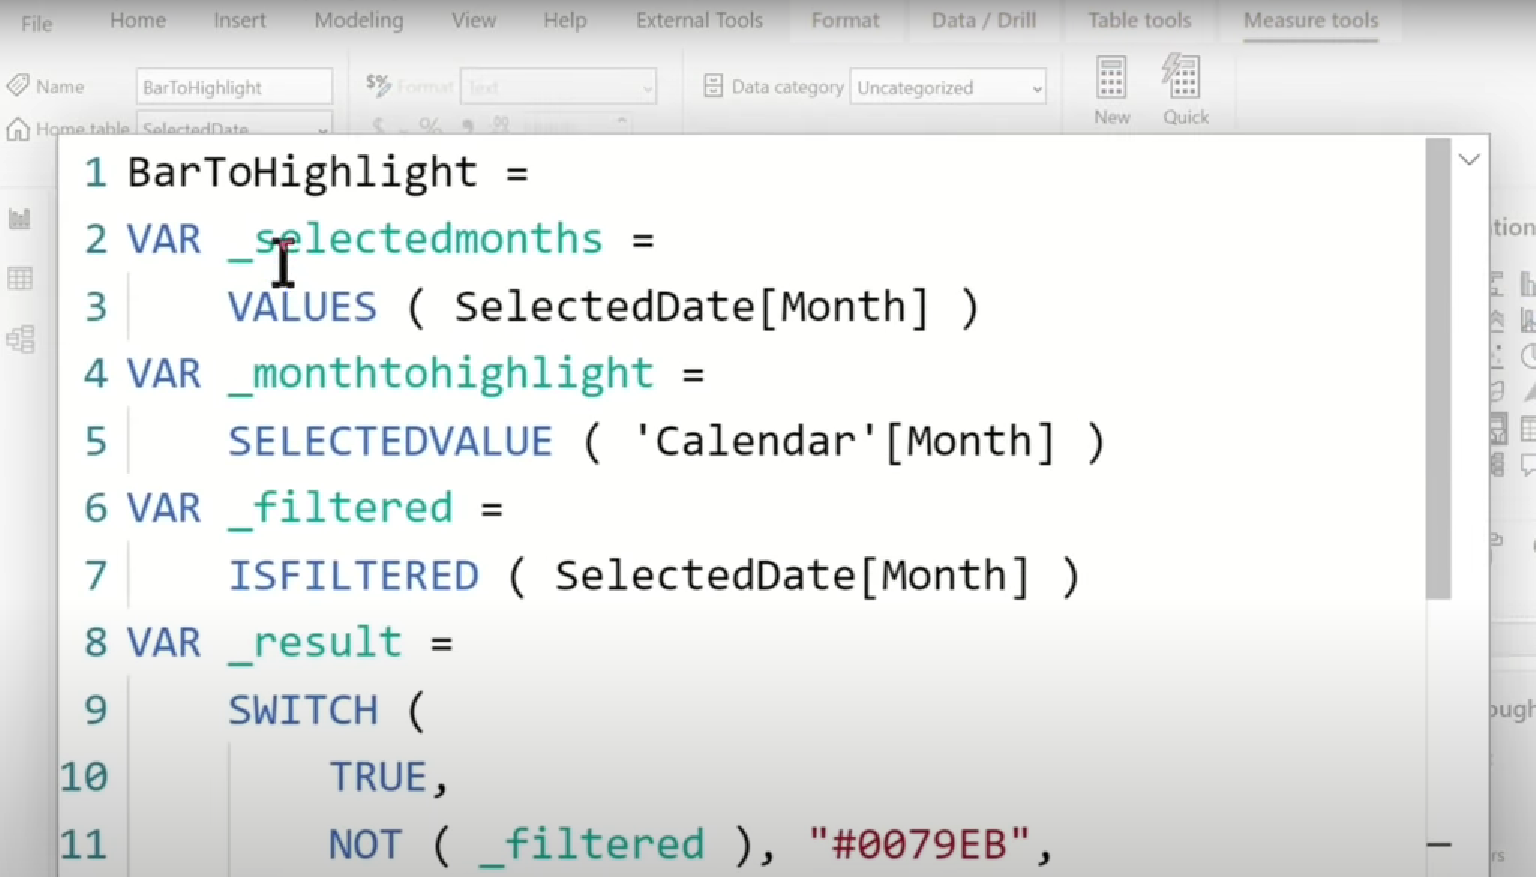 File Home Insert Modeling View Help External Tools Format Data / Drill Table tools Measure tools
Name BarToHighlight Format Text Data category Uncategorized
New Quick
Home table SelectedDate $ % 9
1 BarToHighlight =
2 VAR _selectedmonths =
3 VALUES ( SelectedDate[Month] )
4 VAR _monthtohighlight =
5 SELECTEDVALUE ( 'Calendar'[Month] )
6 VAR _filtered =
7 ISFILTERED ( SelectedDate[Month] )
8 VAR _result =
9 SWITCH (
10 TRUE,
11 NOT ( _filtered ), "#0079EB",